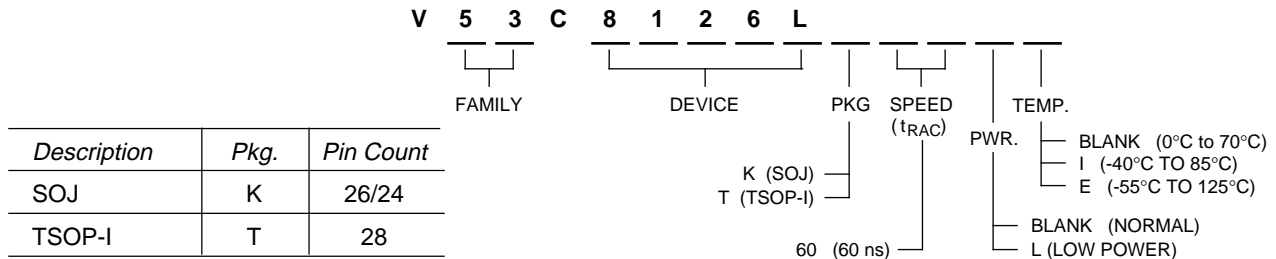 V 5 3 C 8 1 2 6 L
FAMILY DEVICE PKG SPEED TEMP.
(tRAC) PWR.
BLANK (0°C to 70°C)
I (-40°C TO 85°C)
E (-55°C TO 125°C)
K (SOJ)
T (TSOP-I)
BLANK (NORMAL)
L (LOW POWER)
60 (60 ns)
Description Pkg. Pin Count
SOJ K 26/24
TSOP-I T 28